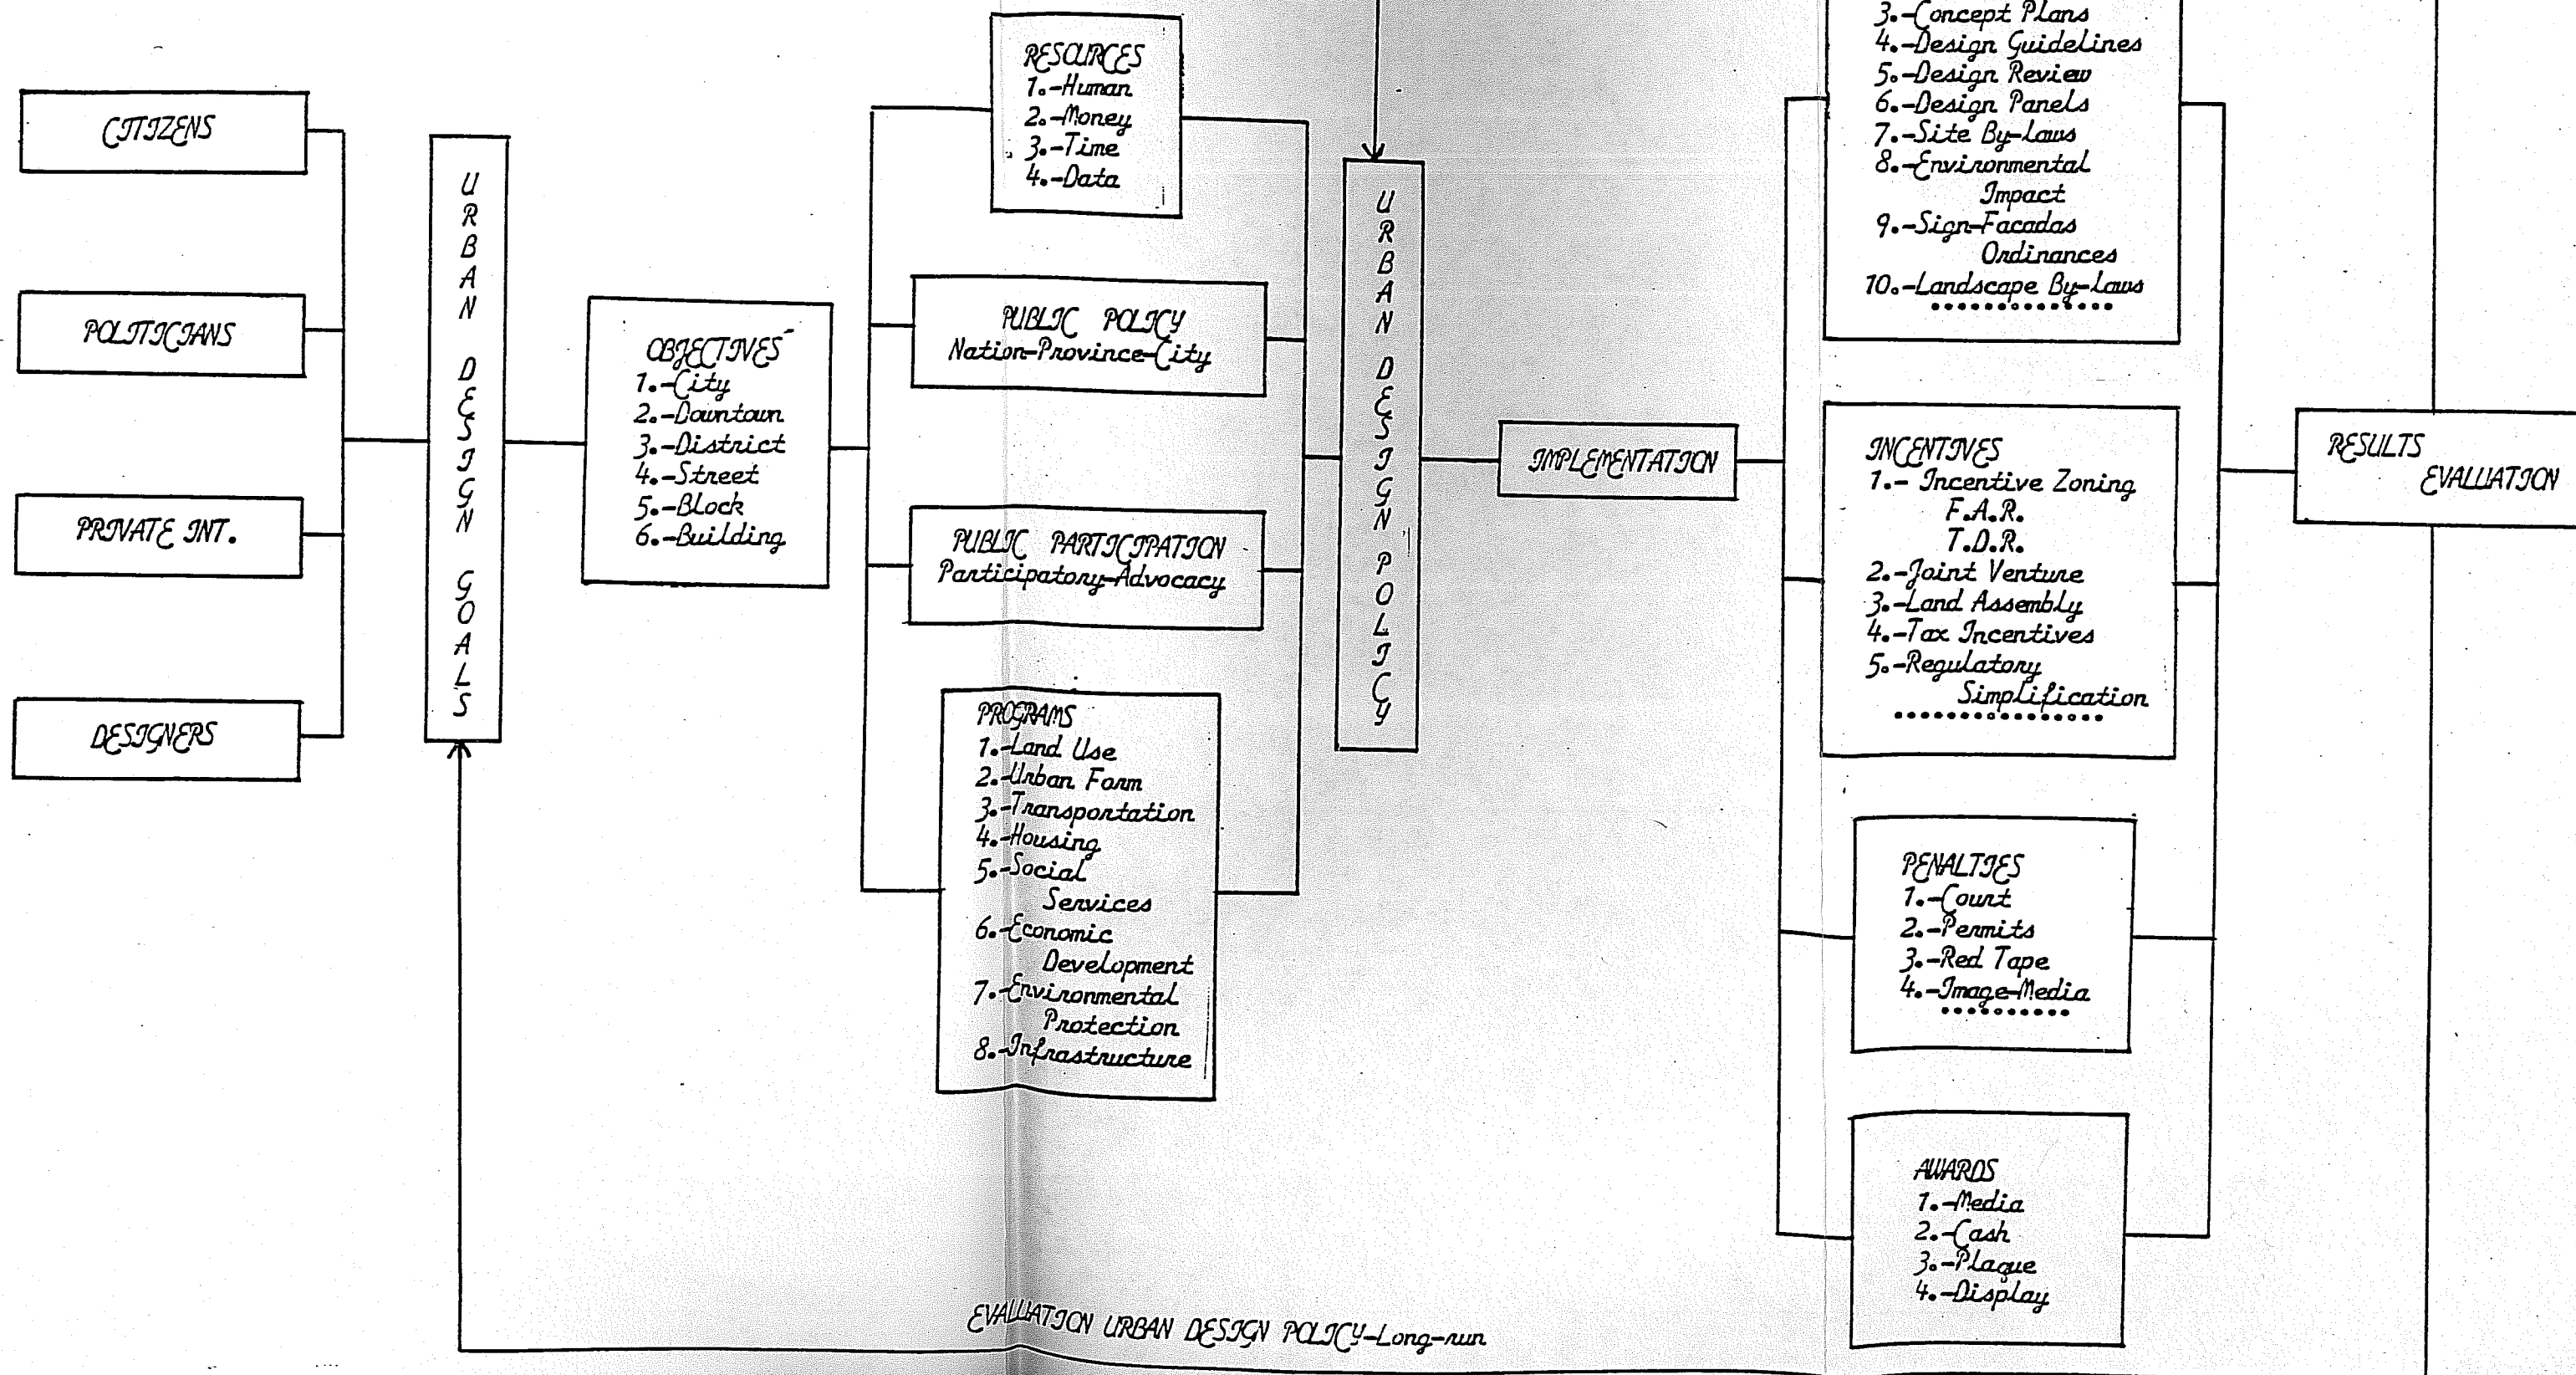 CITIZENS
POLITICIANS
PRIVATE INT.
DESIGNERS
URBAN DESIGN GOALS
OBJECTIVES
1.-City
2.-Downtown
3.-District
4.-Street
5.-Block
6.-Building
RESOURCES
1.-Human
2.-Money
3.-Time
4.-Data
PUBLIC POLICY
Nation-Province-City
PUBLIC PARTICIPATION
Participatory-Advocacy
PROGRAMS
1.-Land Use
2.-Urban Form
3.-Transportation
4.-Housing
5.-Social
Services
6.-Economic
Development
7.-Environmental
Protection
8.-Infrastructure
URBAN DESIGN POLICY
IMPLEMENTATION
3.-Concept Plans
4.-Design Guidelines
5.-Design Review
6.-Design Panels
7.-Site By-Laws
8.-Environmental
Impact
9.-Sign-Facadas
Ordinances
10.-Landscape By-Laws
INCENTIVES
1.- Incentive Zoning
F.A.R.
T.D.R.
2.-Joint Venture
3.-Land Assembly
4.-Tax Incentives
5.-Regulatory
Simplification
PENALTIES
1.-Court
2.-Permits
3.-Red Tape
4.-Image-Media
AWARDS
1.-Media
2.-Cash
3.-Plaque
4.-Display
RESULTS
EVALUATION
EVALUATION URBAN DESIGN POLICY-Long-run